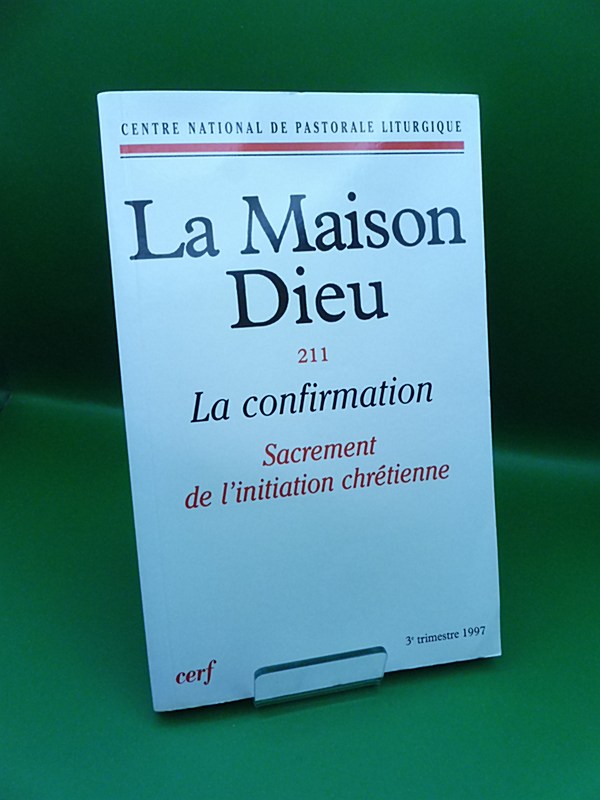 CENTRE NATIONAL DE PASTORALE LITURGIQUE
La Maison
Dieu
211
La confirmation
Sacrement
de l'initiation chrétienne
3e trimestre 1997
cerf